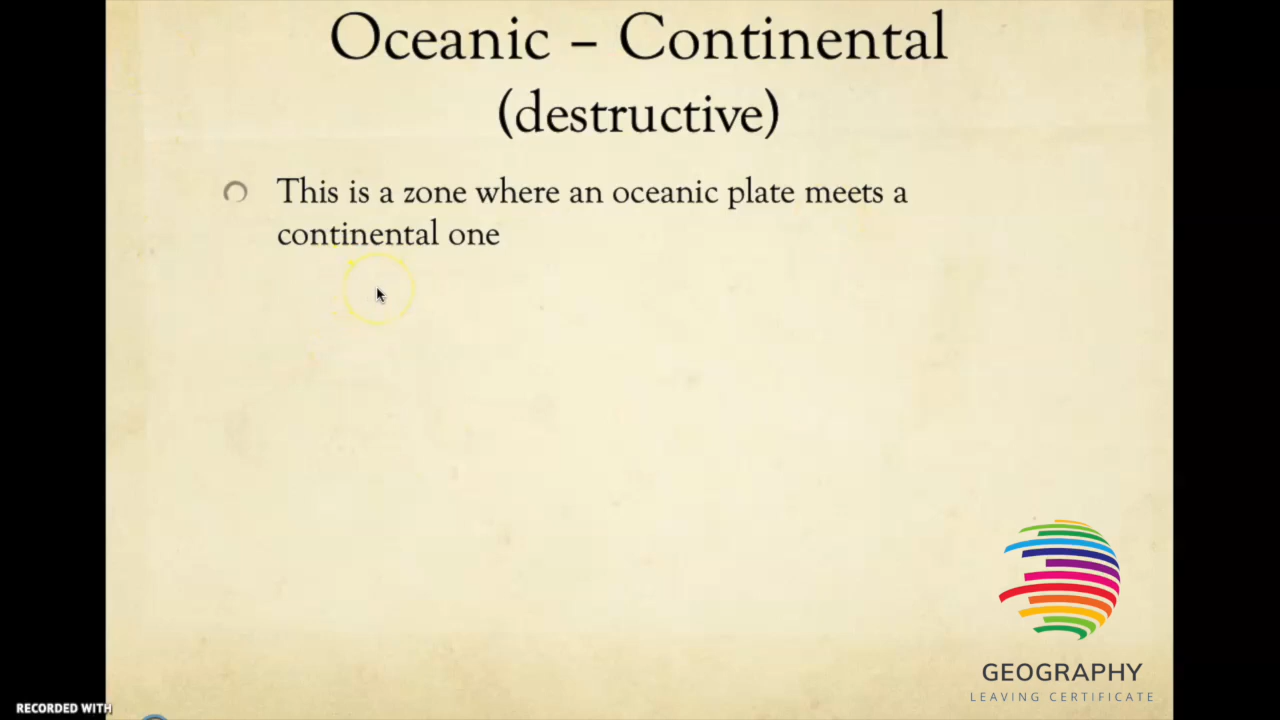 Oceanic – Continental
(destructive)
This is a zone where an oceanic plate meets a
continental one
GEOGRAPHY
LEAVING CERTIFICATE
RECORDED WITH